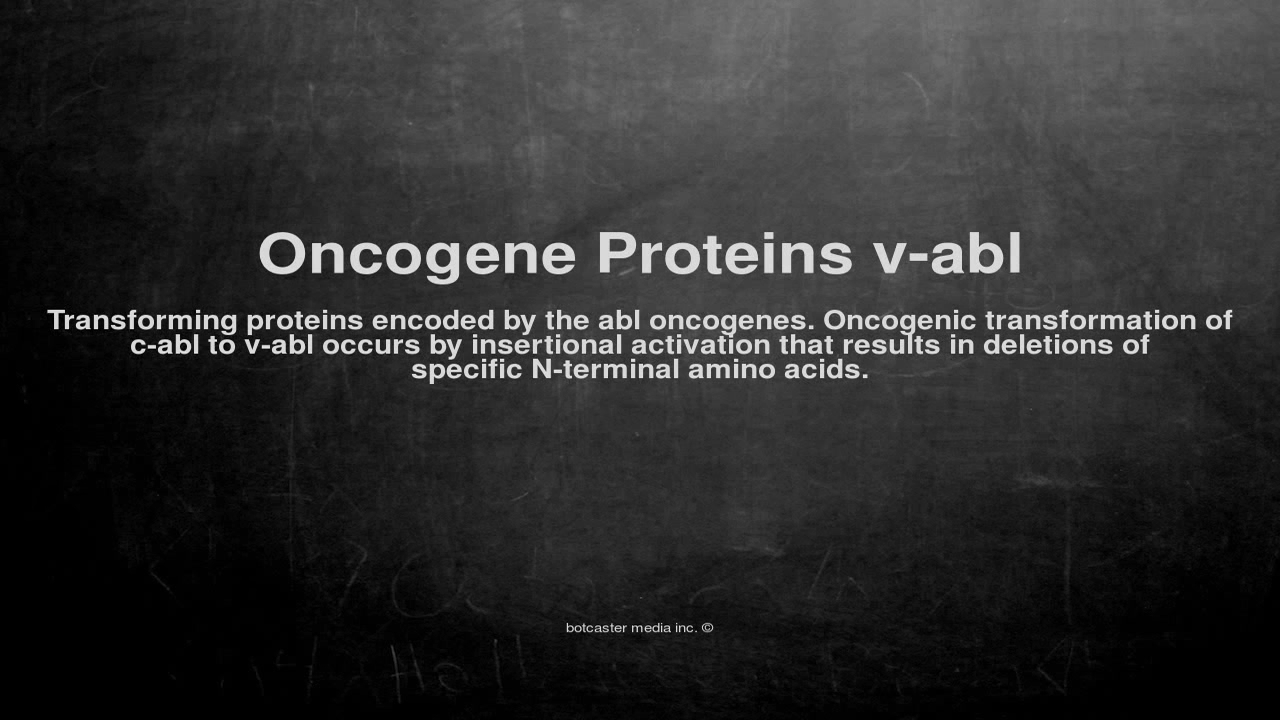 Oncogene Proteins v-abl
Transforming proteins encoded by the abl oncogenes. Oncogenic transformation of
c-abl to v-abl occurs by insertional activation that results in deletions of
specific N-terminal amino acids.
botcaster media inc. ©